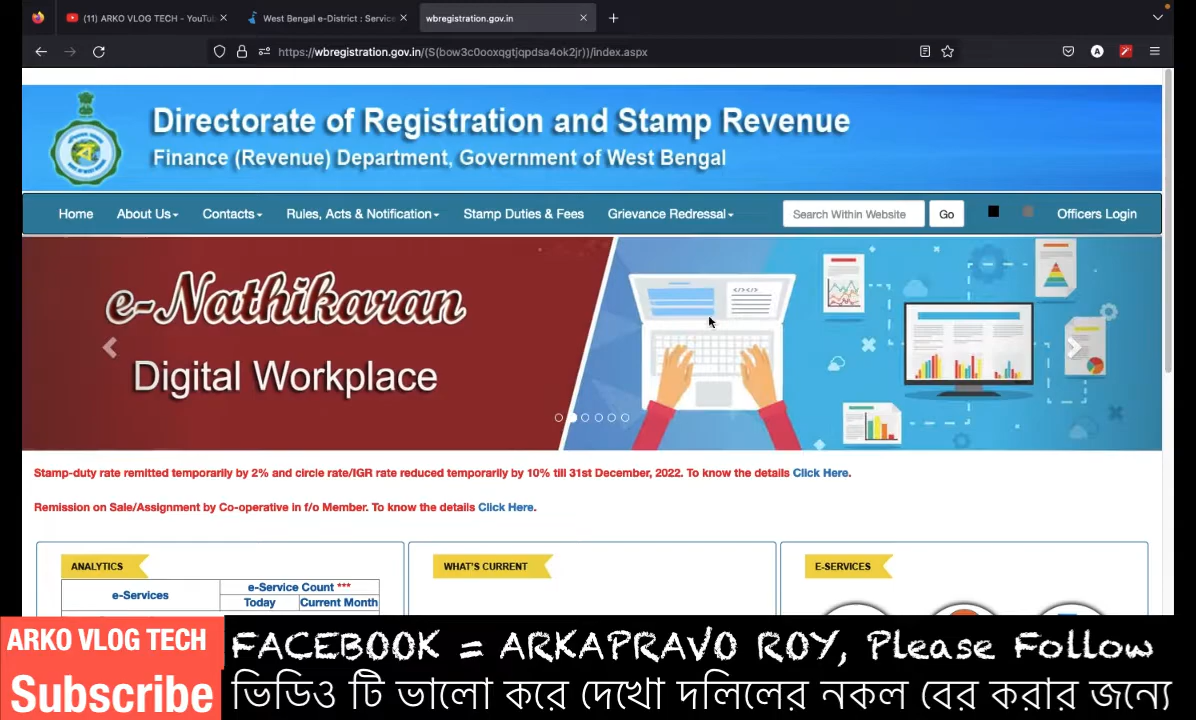 (11) ARKO VLOG TECH - YouTu
West Bengal e-District : Service
wbregistration.gov.in
https://wbregistration.gov.in/(S(bow3c0ooxqgtjqpdsa4ok2jr))/index.aspx
A
Directorate of Registration and Stamp Revenue
Finance (Revenue) Department, Government of West Bengal
Home About Us Contacts Rules, Acts & Notification Stamp Duties & Fees Grievance Redressal Search Within Website Go Officers Login
e-Nathikaran
Digital Workplace
Stamp-duty rate remitted temporarily by 2% and circle rate/IGR rate reduced temporarily by 10% till 31st December, 2022. To know the details Click Here.
Remission on Sale/Assignment by Co-operative in f/o Member. To know the details Click Here.
ANALYTICS
e-Services
e-Service Count ***
Today Current Month
WHAT'S CURRENT
E-SERVICES
ARKO VLOG TECH
Subscribe
FACEBOOK = ARKAPRAVO ROY, Please Follow
ভিডিও টি ভালো করে দেখো দলিলের নকল বের করার জন্যে